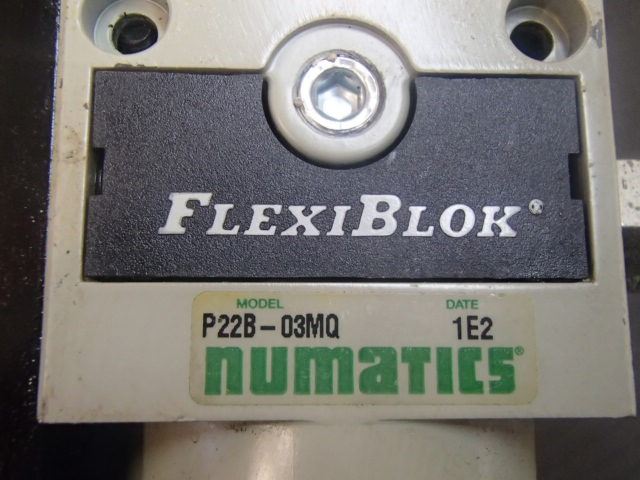 FLEXIBLOK®
MODEL DATE
P22B-03MQ 1E2
numatics®